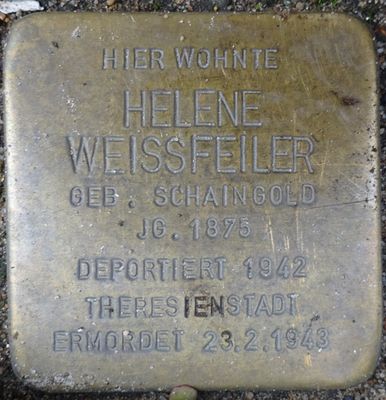 HIER WOHNTE
HELENE
WEISSFEILER
GEB. SCHAINGOLD
JG. 1875
DEPORTIERT 1942
THERESIENSTADT
ERMORDET 23.2.1943